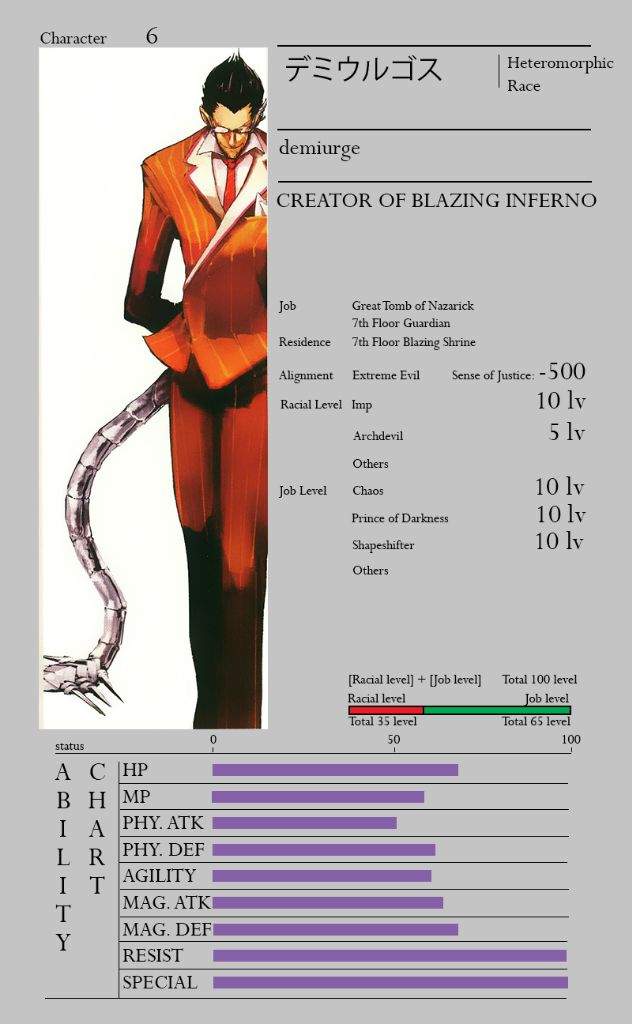 Character 6
デミウルゴス
Heteromorphic
Race
demiurge
CREATOR OF BLAZING INFERNO
Job Great Tomb of Nazarick
7th Floor Guardian
Residence 7th Floor Blazing Shrine
Alignment Extreme Evil Sense of Justice: -500
Racial Level Imp 10 lv
Archdevil 5 lv
Others
Job Level Chaos 10 lv
Prince of Darkness 10 lv
Shapeshifter 10 lv
Others
[Racial level] + [Job level] Total 100 level
Racial level Job level
Total 35 level Total 65 level
status 0 50 100
ABILITY
CHART
HP
MP
PHY. ATK
PHY. DEF
AGILITY
MAG. ATK
MAG. DEF
RESIST
SPECIAL